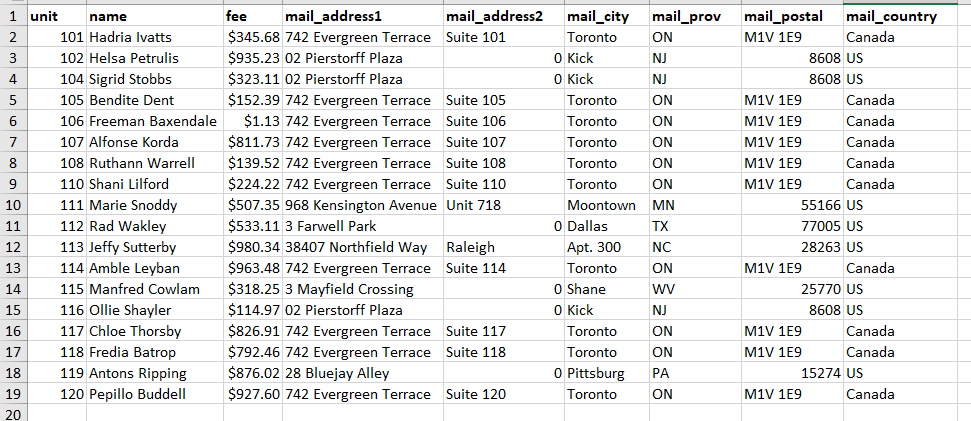 1 unit name fee mail_address1 mail_address2 mail_city mail_prov mail_postal mail_country
2 101 Hadria Ivatts $345.68 742 Evergreen Terrace Suite 101 Toronto ON M1V 1E9 Canada
3 102 Helsa Petrulis $935.23 02 Pierstorff Plaza 0 Kick NJ 8608 US
4 104 Sigrid Stobbs $323.11 02 Pierstorff Plaza 0 Kick NJ 8608 US
5 105 Bendite Dent $152.39 742 Evergreen Terrace Suite 105 Toronto ON M1V 1E9 Canada
6 106 Freeman Baxendale $1.13 742 Evergreen Terrace Suite 106 Toronto ON M1V 1E9 Canada
7 107 Alfonse Korda $811.73 742 Evergreen Terrace Suite 107 Toronto ON M1V 1E9 Canada
8 108 Ruthann Warrell $139.52 742 Evergreen Terrace Suite 108 Toronto ON M1V 1E9 Canada
9 110 Shani Lilford $224.22 742 Evergreen Terrace Suite 110 Toronto ON M1V 1E9 Canada
10 111 Marie Snoddy $507.35 968 Kensington Avenue Unit 718 Moontown MN 55166 US
11 112 Rad Wakley $533.11 3 Farwell Park 0 Dallas TX 77005 US
12 113 Jeffy Sutterby $980.34 38407 Northfield Way Raleigh Apt. 300 NC 28263 US
13 114 Amble Leyban $963.48 742 Evergreen Terrace Suite 114 Toronto ON M1V 1E9 Canada
14 115 Manfred Cowlam $318.25 3 Mayfield Crossing 0 Shane WV 25770 US
15 116 Ollie Shayler $114.97 02 Pierstorff Plaza 0 Kick NJ 8608 US
16 117 Chloe Thorsby $826.91 742 Evergreen Terrace Suite 117 Toronto ON M1V 1E9 Canada
17 118 Fredia Batrop $792.46 742 Evergreen Terrace Suite 118 Toronto ON M1V 1E9 Canada
18 119 Antons Ripping $876.02 28 Bluejay Alley 0 Pittsburg PA 15274 US
19 120 Pepillo Buddell $927.60 742 Evergreen Terrace Suite 120 Toronto ON M1V 1E9 Canada
20